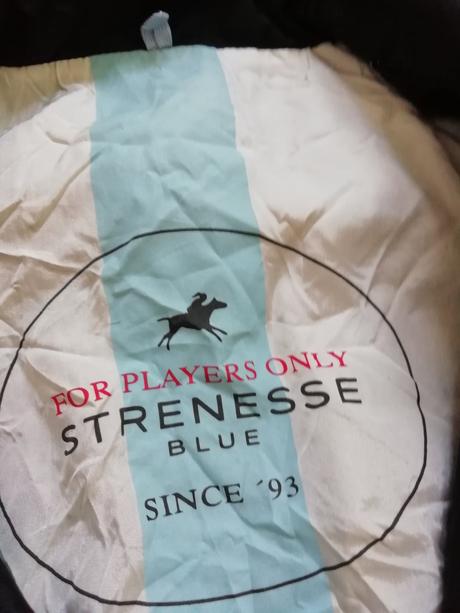 FOR PLAYERS ONLY
STRENESSE
BLUE
SINCE ´93